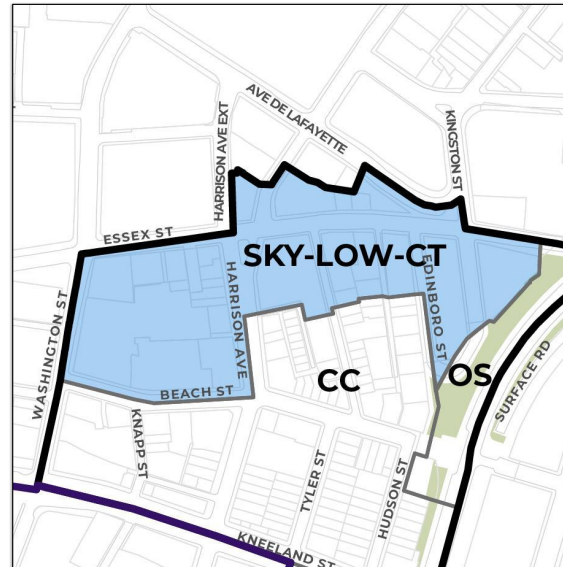 AVE DE LAFAYETTE
HARRISON AVE EXT
KINGSTON ST
ESSEX ST
SKY-LOW-CT
HARRISON AVE
EDINBORO ST
WASHINGTON ST
CC
OS
SURFACE RD
BEACH ST
KNAPP ST
TYLER ST
HUDSON ST
KNEELAND ST